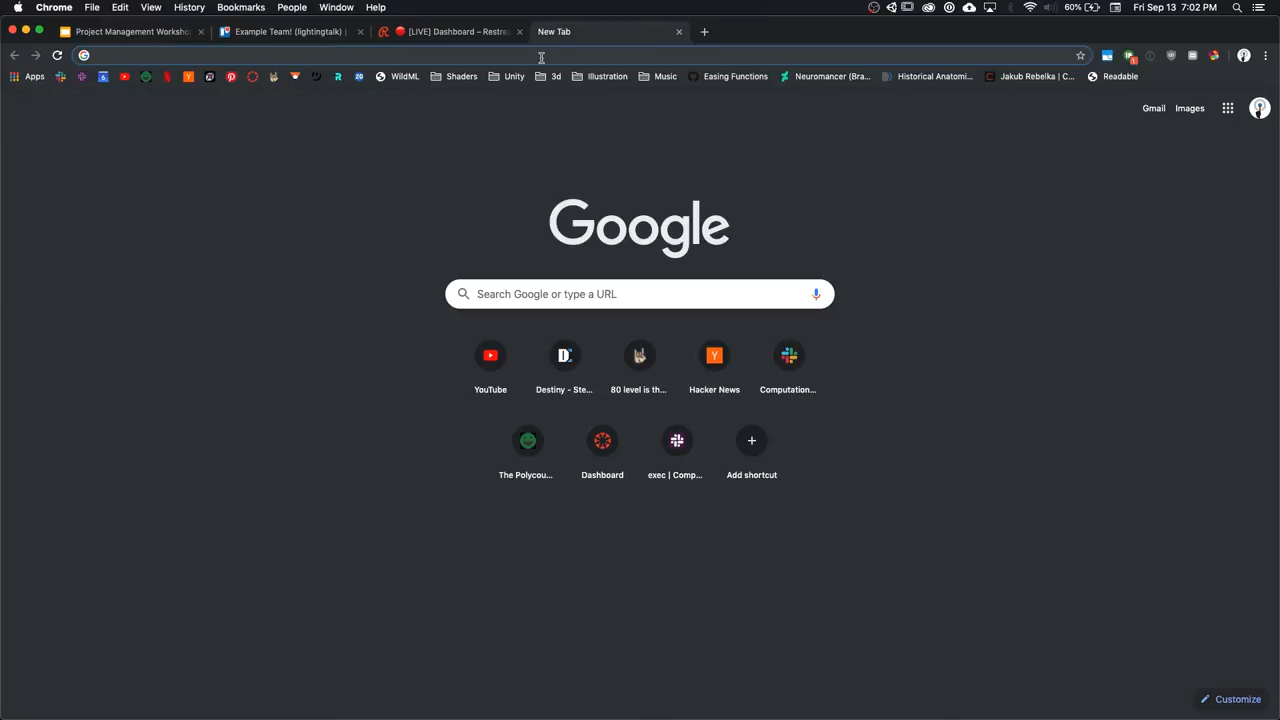 Chrome File Edit View History Bookmarks People Window Help 60% Fri Sep 13 7:02 PM
Project Management Worksho Example Team! (lightingtalk) | [LIVE] Dashboard – Restre New Tab
Apps WildML Shaders Unity 3d Illustration Music Easing Functions Neuromancer (Bra... Historical Anatomi... Jakub Rebelka | C... Readable
Gmail Images
Google
Search Google or type a URL
YouTube Destiny - Ste... 80 level is th... Hacker News Computation...
The Polycou... Dashboard exec | Comp... Add shortcut
Customize